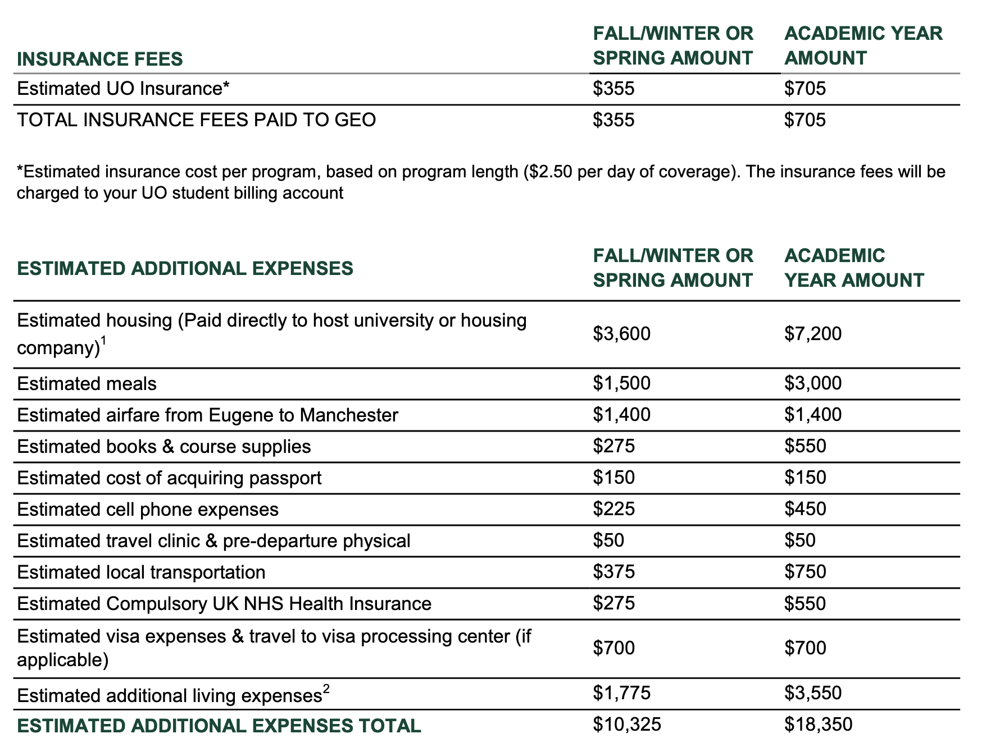 INSURANCE FEES FALL/WINTER OR SPRING AMOUNT ACADEMIC YEAR AMOUNT
Estimated UO Insurance* $355 $705
TOTAL INSURANCE FEES PAID TO GEO $355 $705
*Estimated insurance cost per program, based on program length ($2.50 per day of coverage). The insurance fees will be
charged to your UO student billing account
ESTIMATED ADDITIONAL EXPENSES FALL/WINTER OR SPRING AMOUNT ACADEMIC YEAR AMOUNT
Estimated housing (Paid directly to host university or housing
company)¹ $3,600 $7,200
Estimated meals $1,500 $3,000
Estimated airfare from Eugene to Manchester $1,400 $1,400
Estimated books & course supplies $275 $550
Estimated cost of acquiring passport $150 $150
Estimated cell phone expenses $225 $450
Estimated travel clinic & pre-departure physical $50 $50
Estimated local transportation $375 $750
Estimated Compulsory UK NHS Health Insurance $275 $550
Estimated visa expenses & travel to visa processing center (if
applicable) $700 $700
Estimated additional living expenses² $1,775 $3,550
ESTIMATED ADDITIONAL EXPENSES TOTAL $10,325 $18,350